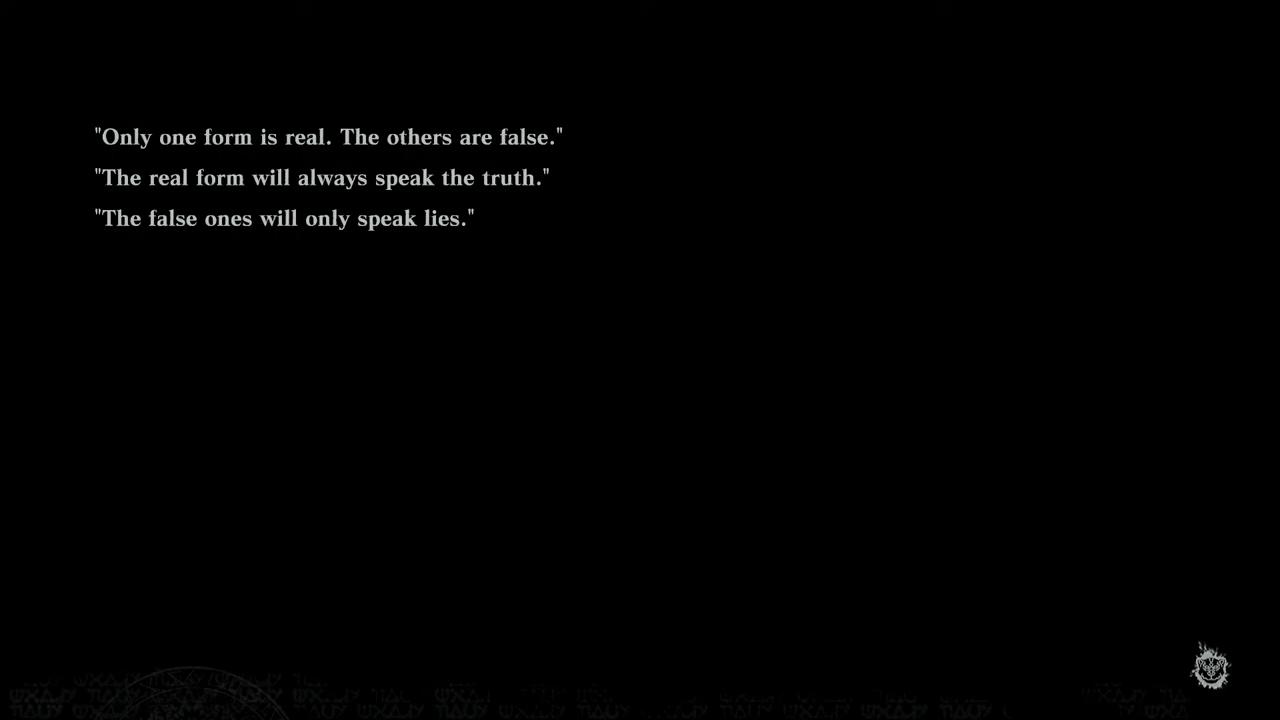 "Only one form is real. The others are false."
"The real form will always speak the truth."
"The false ones will only speak lies."